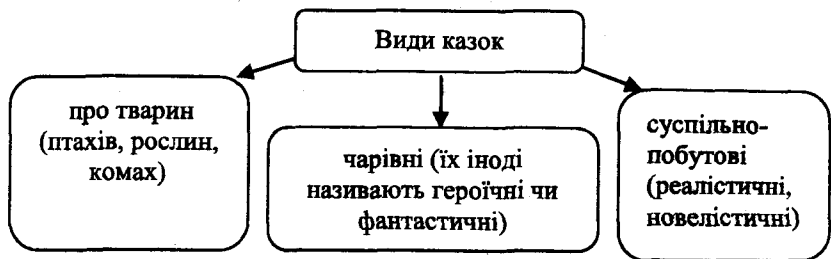 Види казок
про тварин
(птахів, рослин,
комах)
чарівні (їх іноді
називають героїчні чи
фантастичні)
суспільно-
побутові
(реалістичні,
новелістичні)